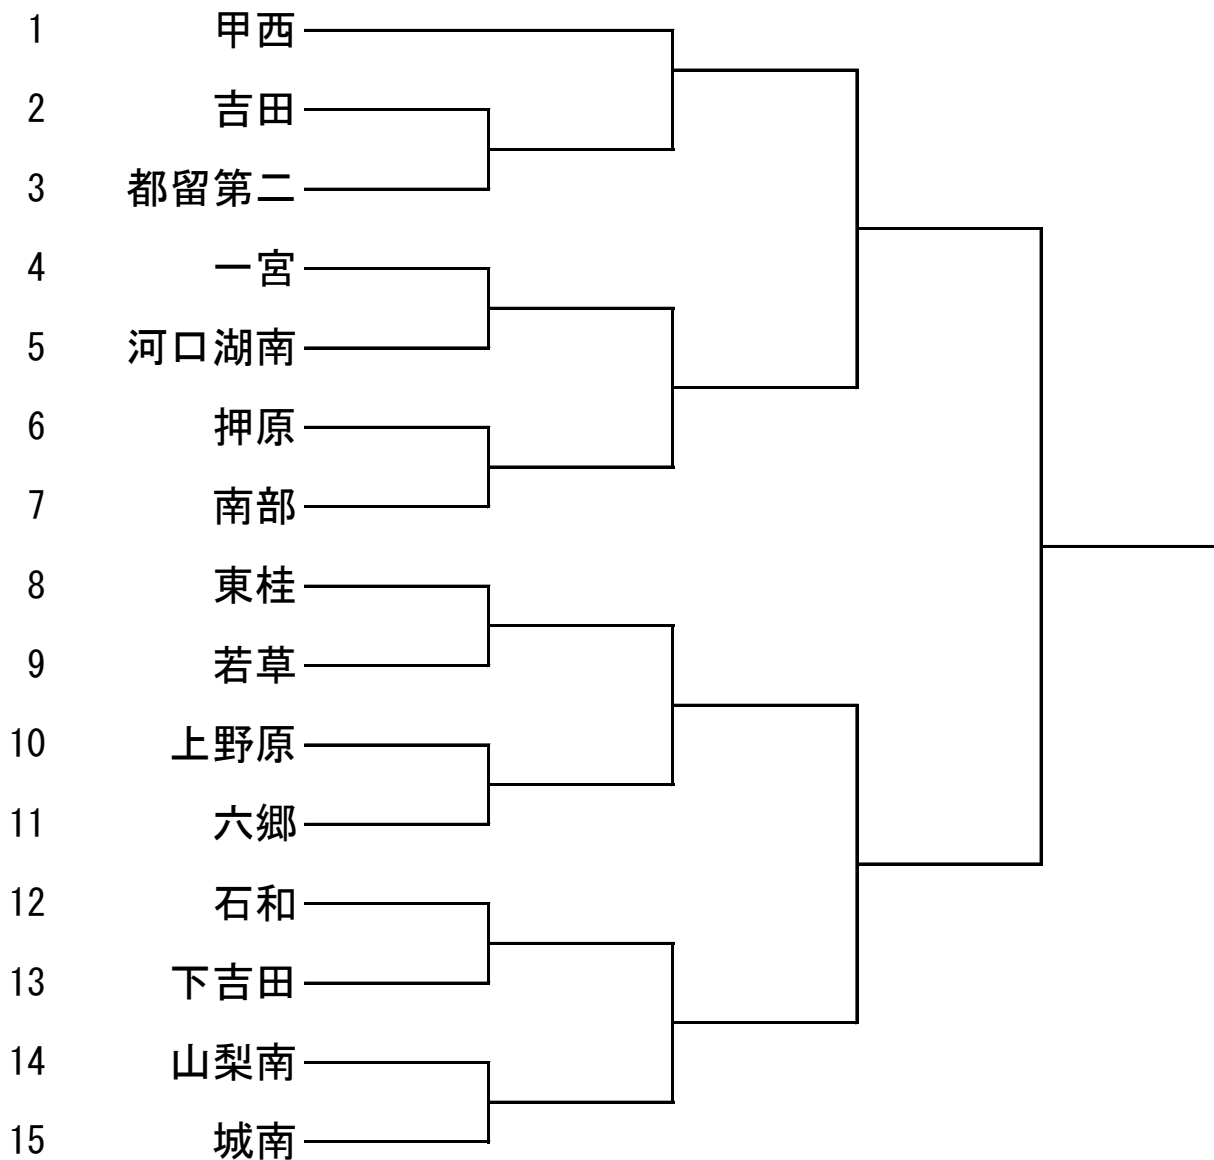 1 甲西
2 吉田
3 都留第二
4 一宮
5 河口湖南
6 押原
7 南部
8 東桂
9 若草
10 上野原
11 六郷
12 石和
13 下吉田
14 山梨南
15 城南